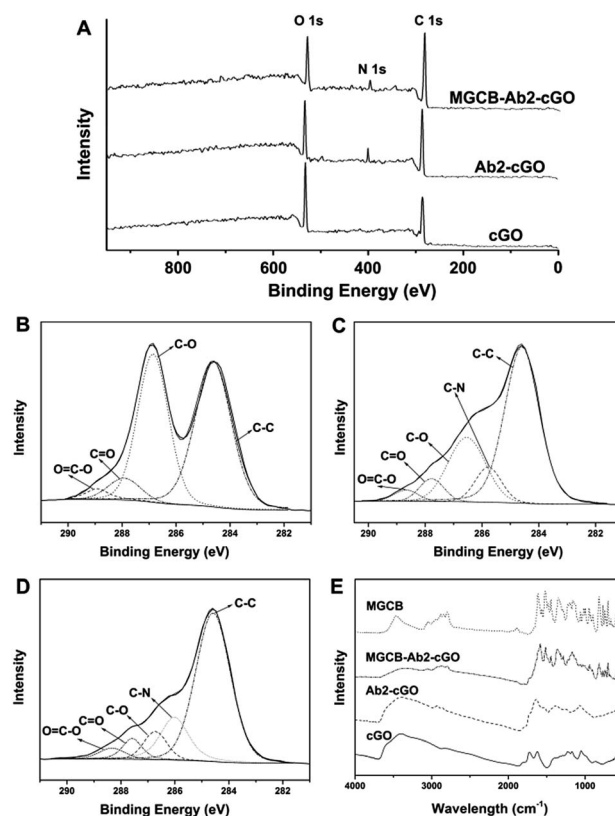 A
O 1s
C 1s
N 1s
MGCB-Ab2-cGO
Ab2-cGO
cGO
Intensity
800 600 400 200 0
Binding Energy (eV)
B
C-O
C-C
C=O
O=C-O
Intensity
290 288 286 284 282
Binding Energy (eV)
C
C-C
C-N
C-O
C=O
O=C-O
Intensity
290 288 286 284 282
Binding Energy (eV)
D
C-C
C-N
C-O
C=O
O=C-O
Intensity
290 288 286 284 282
Binding Energy (eV)
E
MGCB
MGCB-Ab2-cGO
Ab2-cGO
cGO
Intensity
4000 3000 2000 1000
Wavelength (cm-1)